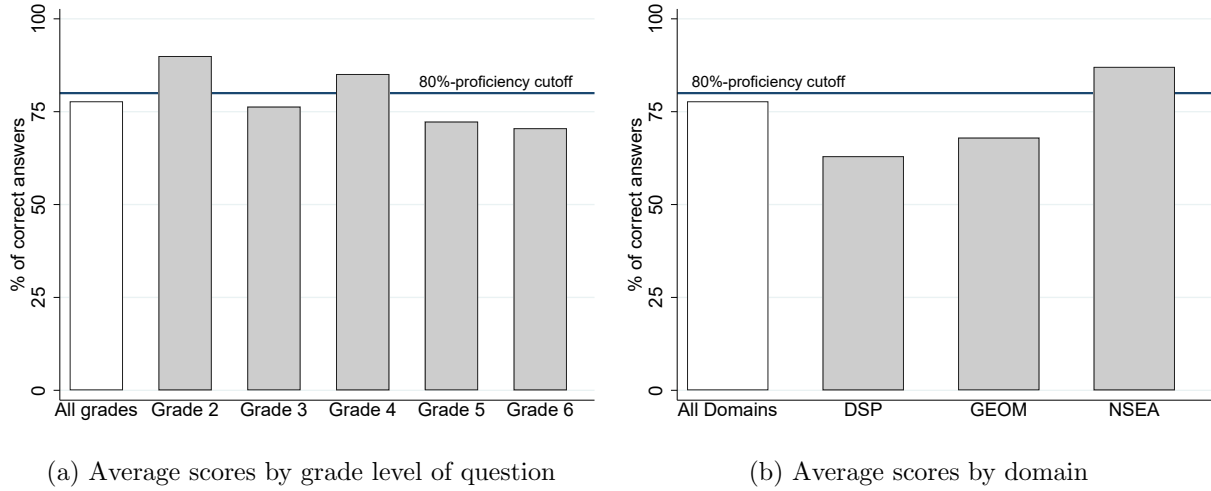 % of correct answers
100
75
50
25
0
80%-proficiency cutoff
All grades Grade 2 Grade 3 Grade 4 Grade 5 Grade 6
(a) Average scores by grade level of question
% of correct answers
100
75
50
25
0
80%-proficiency cutoff
All Domains DSP GEOM NSEA
(b) Average scores by domain